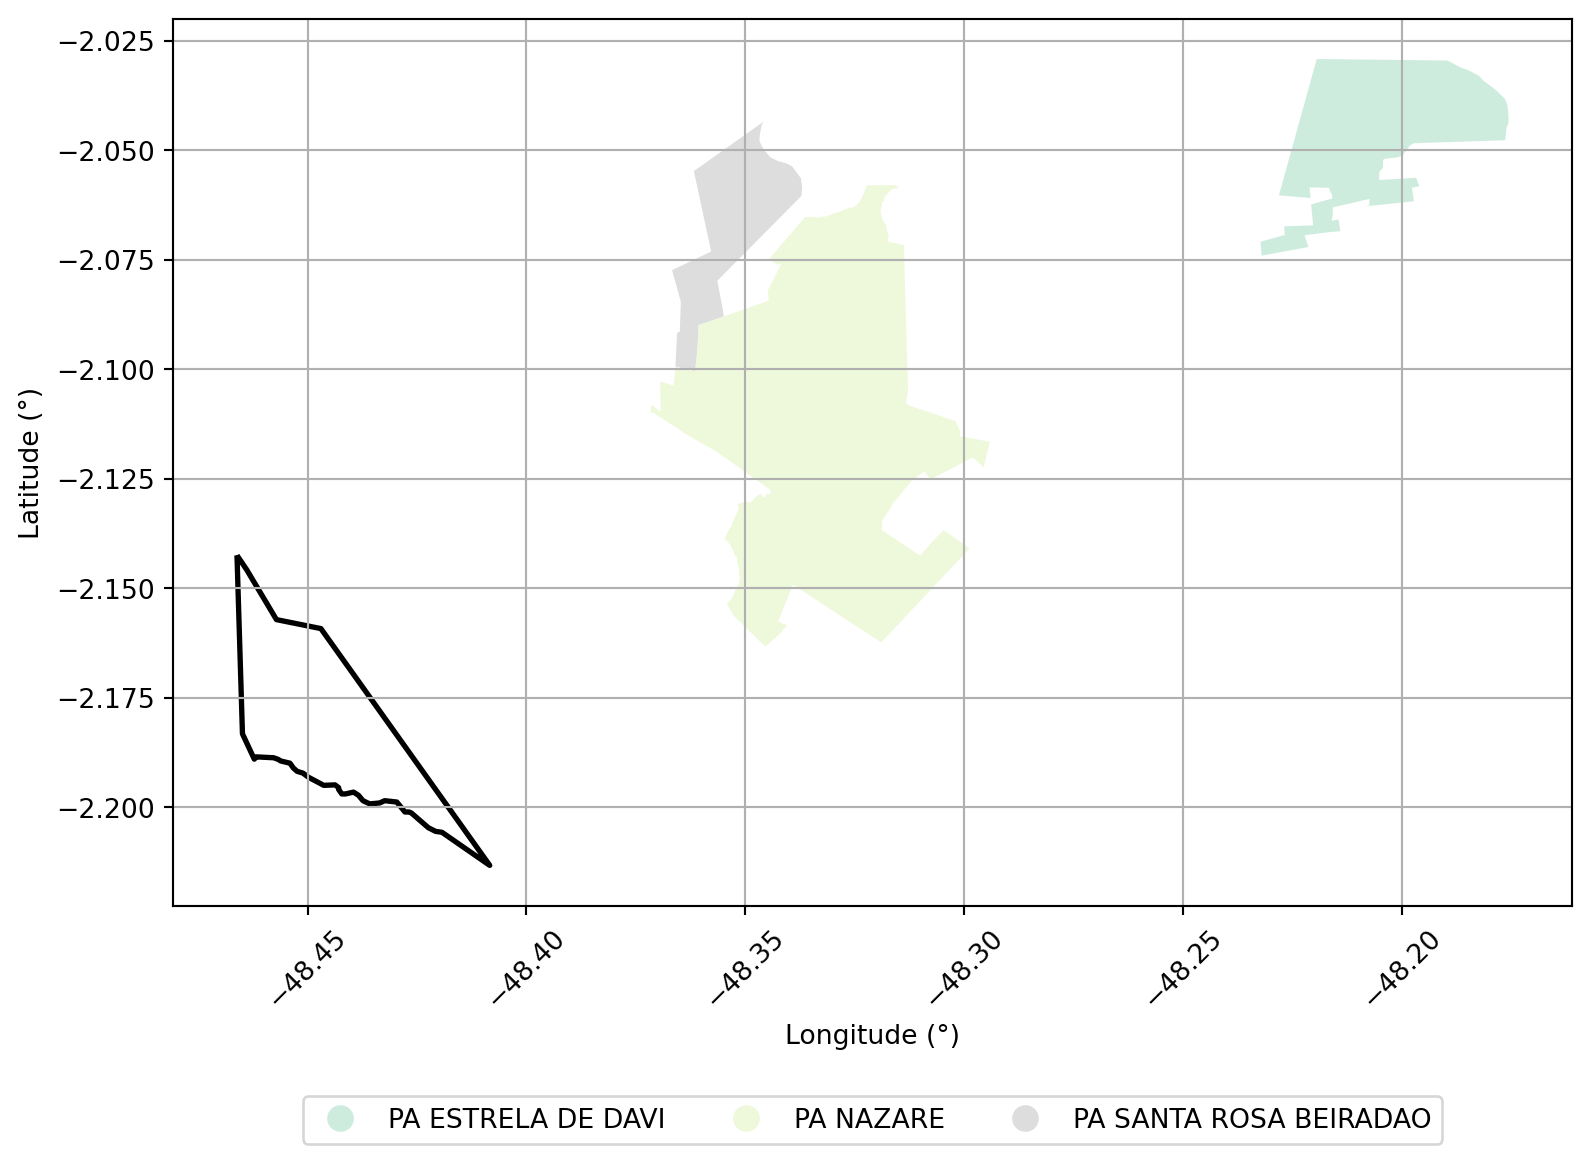 −2.025
−2.050
−2.075
−2.100
−2.125
−2.150
−2.175
−2.200
Latitude (°)
−48.45
−48.40
−48.35
−48.30
−48.25
−48.20
Longitude (°)
PA ESTRELA DE DAVI
PA NAZARE
PA SANTA ROSA BEIRADAO